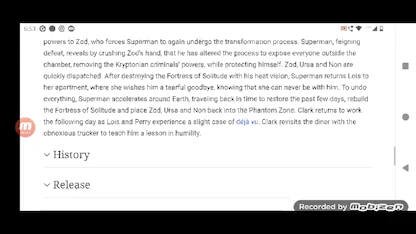 6:53
powers to Zod, who forces Superman to again undergo the transformation process. Superman, feigning
defeat, reveals by crushing Zod's hand, that he has altered the process to expose everyone outside the
chamber, removing the Kryptonian criminals' powers, while protecting himself. Zod, Ursa and Non are
quickly dispatched. After destroying the Fortress of Solitude with his heat vision, Superman returns Lois to
her apartment, where she wishes him a tearful goodbye, knowing that she can never be with him. To undo
everything, Superman accelerates around Earth, traveling back in time to restore the past few days, rebuild
the Fortress of Solitude and place Zod, Ursa and Non back into the Phantom Zone. Clark returns to work
the following day as Lois and Perry experience a slight case of déjà vu. Clark revisits the diner with the
obnoxious trucker to teach him a lesson in humility.
History
Release
Recorded by MOBIZEN